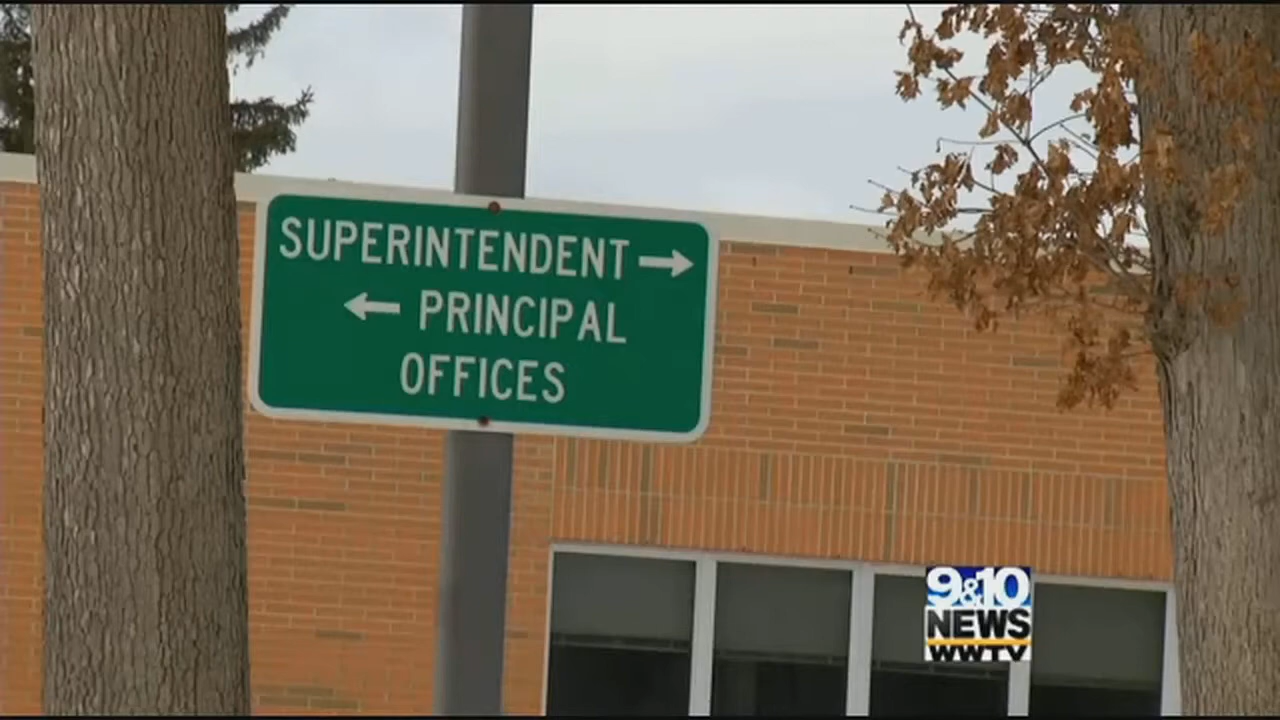 SUPERINTENDENT →
← PRINCIPAL
OFFICES
9&10
NEWS
WWTV